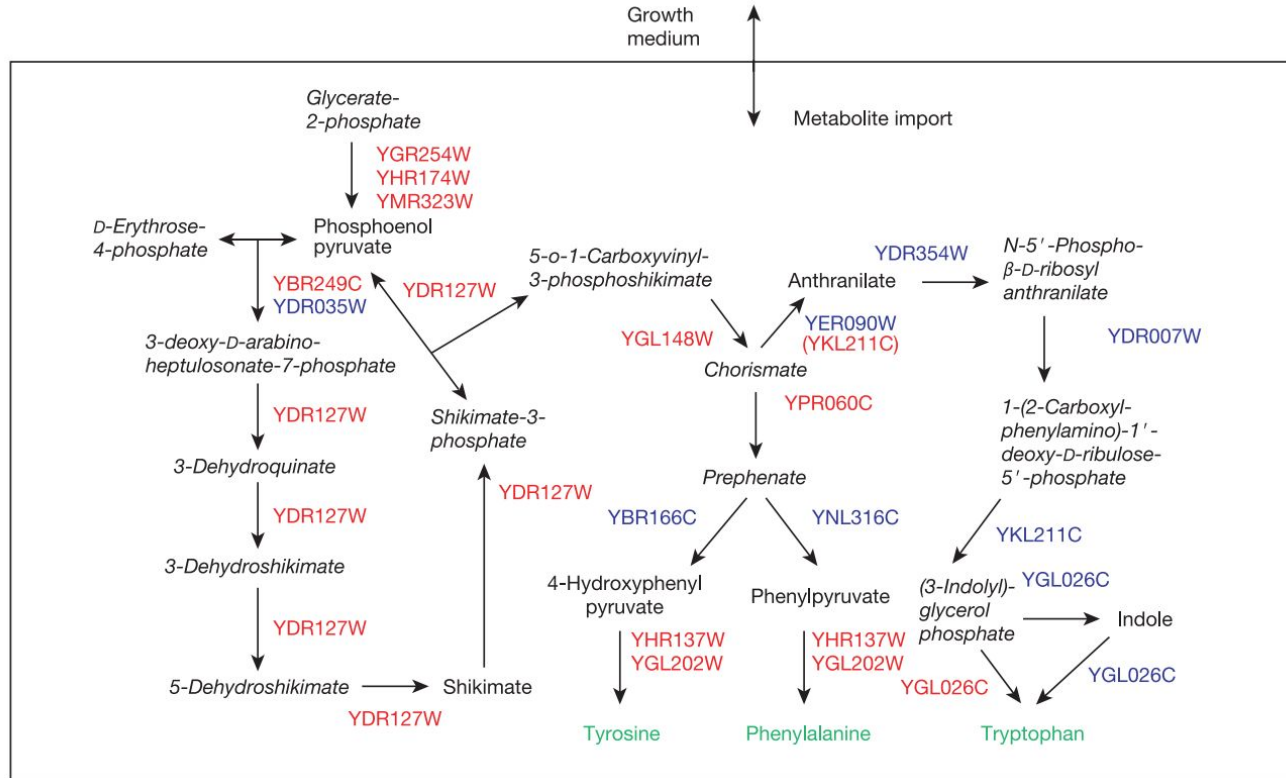 Growth
medium
Metabolite import
Glycerate-
2-phosphate
YGR254W
YHR174W
YMR323W
D-Erythrose-
4-phosphate
Phosphoenol
pyruvate
YBR249C
YDR035W
YDR127W
5-o-1-Carboxyvinyl-
3-phosphoshikimate
YGL148W
Anthranilate
YDR354W
N-5'-Phospho-
β-D-ribosyl
anthranilate
YER090W
(YKL211C)
Chorismate
YDR007W
3-deoxy-D-arabino-
heptulosonate-7-phosphate
YDR127W
Shikimate-3-
phosphate
YPR060C
1-(2-Carboxyl-
phenylamino)-1'-
deoxy-D-ribulose-
5'-phosphate
3-Dehydroquinate
YDR127W
YDR127W
Prephenate
YBR166C
YNL316C
YKL211C
3-Dehydroshikimate
YDR127W
4-Hydroxyphenyl
pyruvate
Phenylpyruvate
(3-Indolyl)-
glycerol
phosphate
YGL026C
Indole
YHR137W
YGL202W
YHR137W
YGL202W
YGL026C
YGL026C
5-Dehydroshikimate
YDR127W
Shikimate
Tyrosine
Phenylalanine
Tryptophan